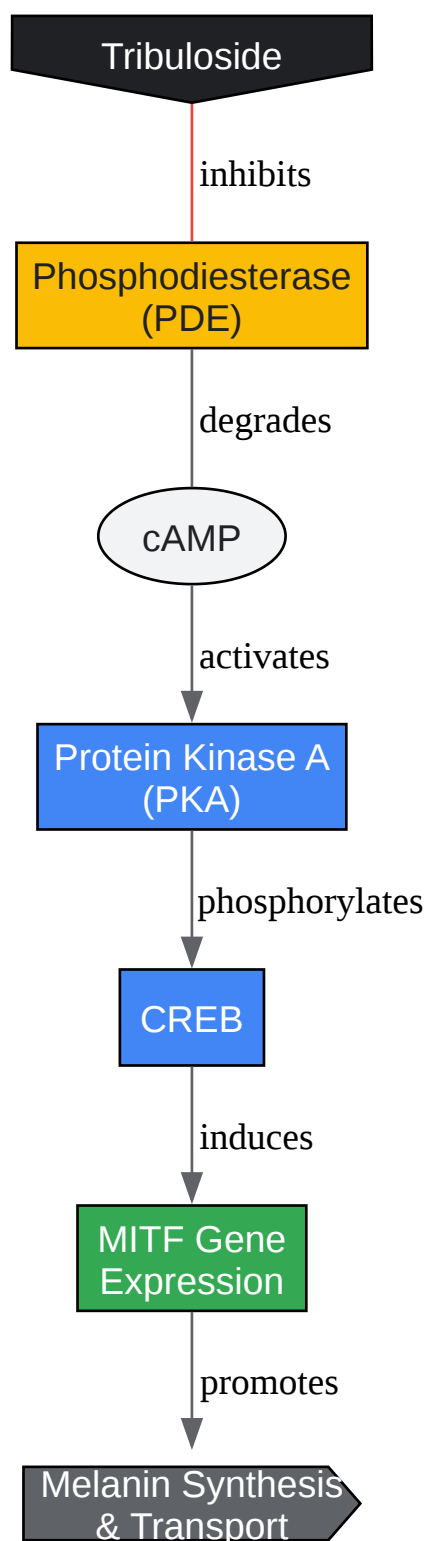 Tribuloside
inhibits
Phosphodiesterase
(PDE)
degrades
cAMP
activates
Protein Kinase A
(PKA)
phosphorylates
CREB
induces
MITF Gene
Expression
promotes
Melanin Synthesis
& Transport